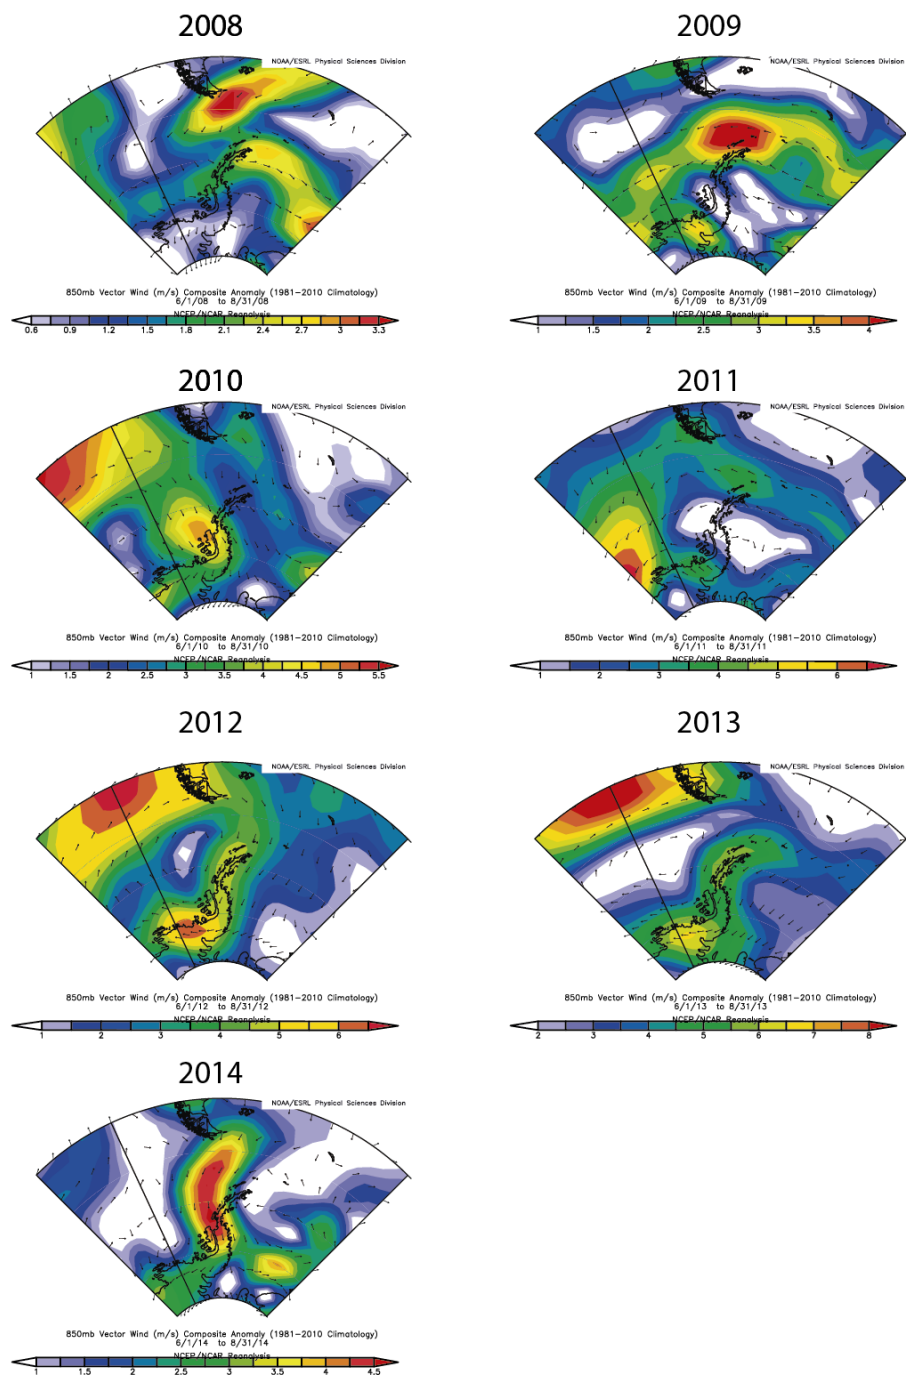 2008
NOAA/ESRL Physical Sciences Division
850mb Vector Wind (m/s) Composite Anomaly (1981-2010 Climatology)
6/1/08 to 8/31/08
NCEP/NCAR Reanalysis
0.6 0.9 1.2 1.5 1.8 2.1 2.4 2.7 3 3.3
2009
NOAA/ESRL Physical Sciences Division
850mb Vector Wind (m/s) Composite Anomaly (1981-2010 Climatology)
6/1/09 to 8/31/09
NCEP/NCAR Reanalysis
1 1.5 2 2.5 3 3.5 4
2010
NOAA/ESRL Physical Sciences Division
850mb Vector Wind (m/s) Composite Anomaly (1981-2010 Climatology)
6/1/10 to 8/31/10
NCEP/NCAR Reanalysis
1 1.5 2 2.5 3 3.5 4 4.5 5 5.5
2011
NOAA/ESRL Physical Sciences Division
850mb Vector Wind (m/s) Composite Anomaly (1981-2010 Climatology)
6/1/11 to 8/31/11
NCEP/NCAR Reanalysis
1 2 3 4 5 6
2012
NOAA/ESRL Physical Sciences Division
850mb Vector Wind (m/s) Composite Anomaly (1981-2010 Climatology)
6/1/12 to 8/31/12
NCEP/NCAR Reanalysis
1 2 3 4 5 6
2013
NOAA/ESRL Physical Sciences Division
850mb Vector Wind (m/s) Composite Anomaly (1981-2010 Climatology)
6/1/13 to 8/31/13
NCEP/NCAR Reanalysis
2 3 4 5 6 7 8
2014
NOAA/ESRL Physical Sciences Division
850mb Vector Wind (m/s) Composite Anomaly (1981-2010 Climatology)
6/1/14 to 8/31/14
NCEP/NCAR Reanalysis
1 1.5 2 2.5 3 3.5 4 4.5